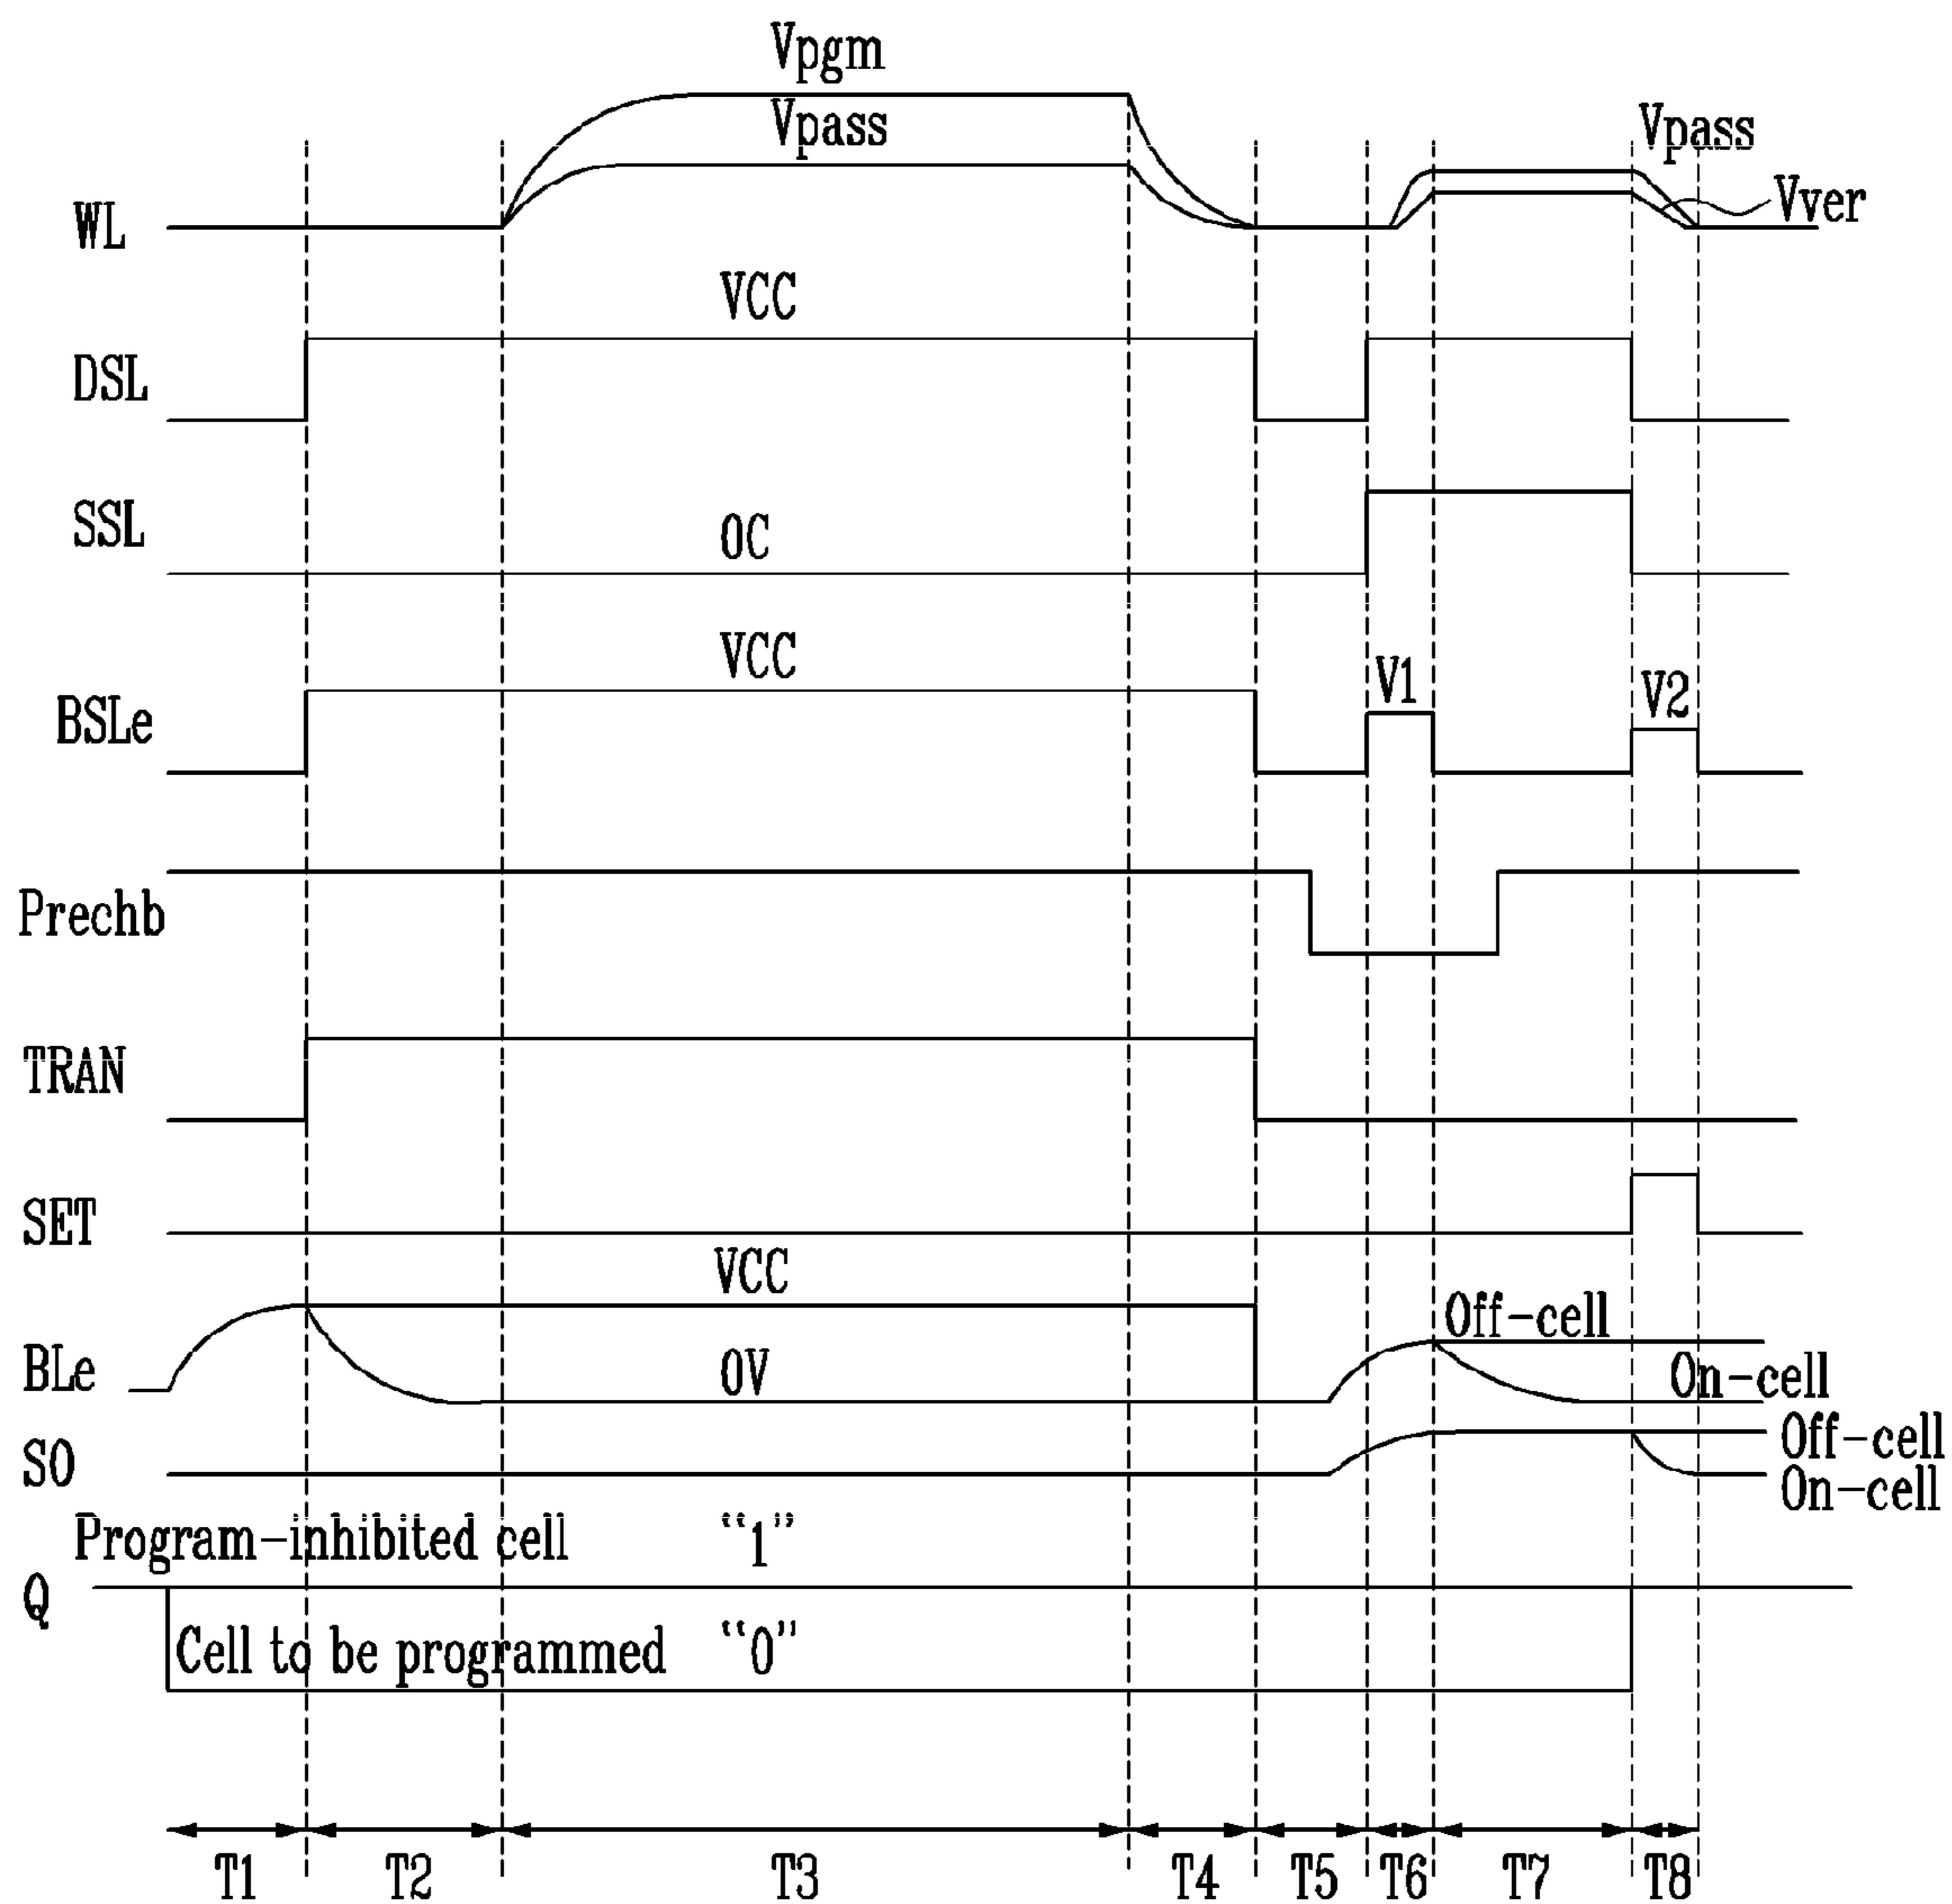 Vpgm
Vpass
Vpass
WL
Vver
VCC
DSL
SSL
OC
VCC
V1
V2
BSLe
Prechb
TRAN
SET
VCC
Off-cell
BLe
OV
On-cell
SO
Off-cell
On-cell
Program-inhibited cell "1"
Q
Cell to be programmed "0"
T1 T2 T3 T4 T5 T6 T7 T8